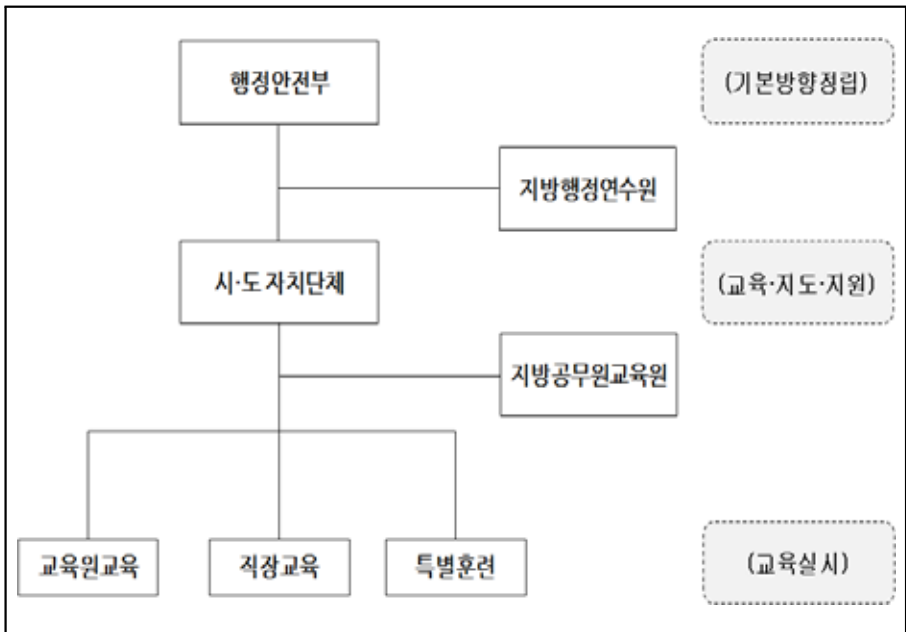 행정안전부
(기본방향정립)
지방행정연수원
시·도 자치단체
(교육·지도·지원)
지방공무원교육원
교육원교육
직장교육
특별훈련
(교육실시)